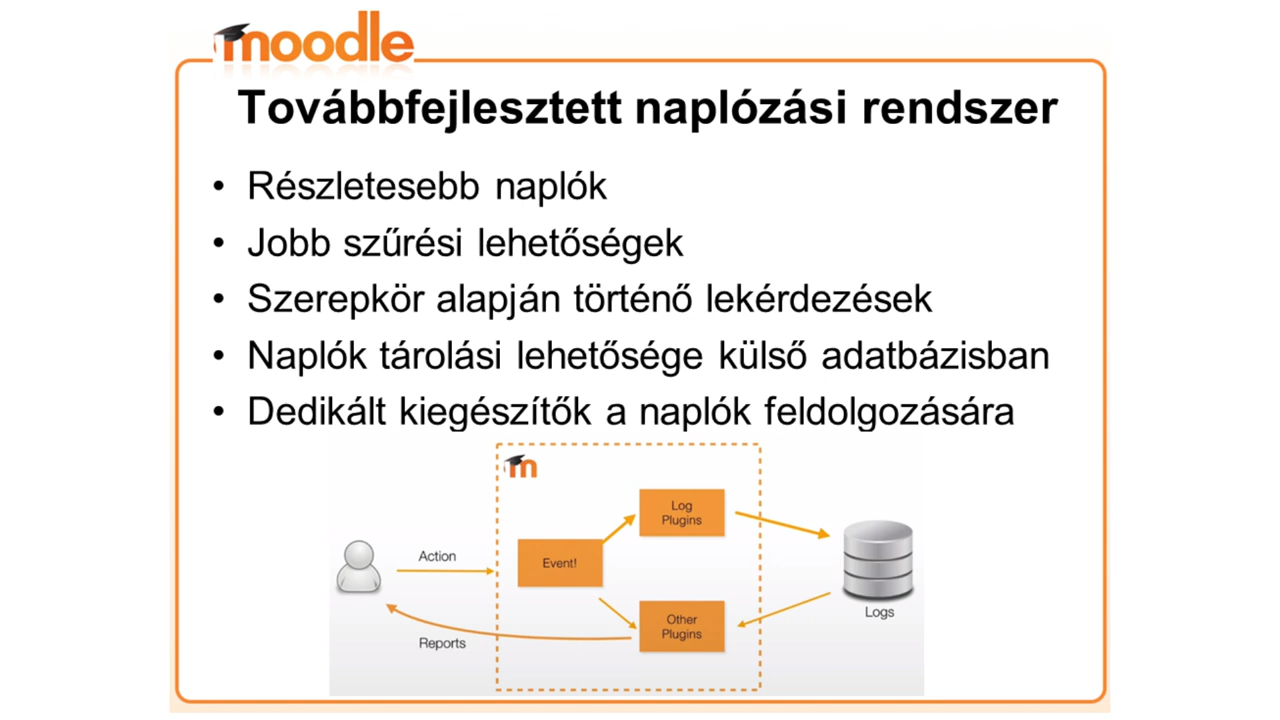 moodle
Továbbfejlesztett naplózási rendszer
• Részletesebb naplók
• Jobb szűrési lehetőségek
• Szerepkör alapján történő lekérdezések
• Naplók tárolási lehetősége külső adatbázisban
• Dedikált kiegészítők a naplók feldolgozására
m
Log
Plugins
Action
Event!
Logs
Other
Plugins
Reports